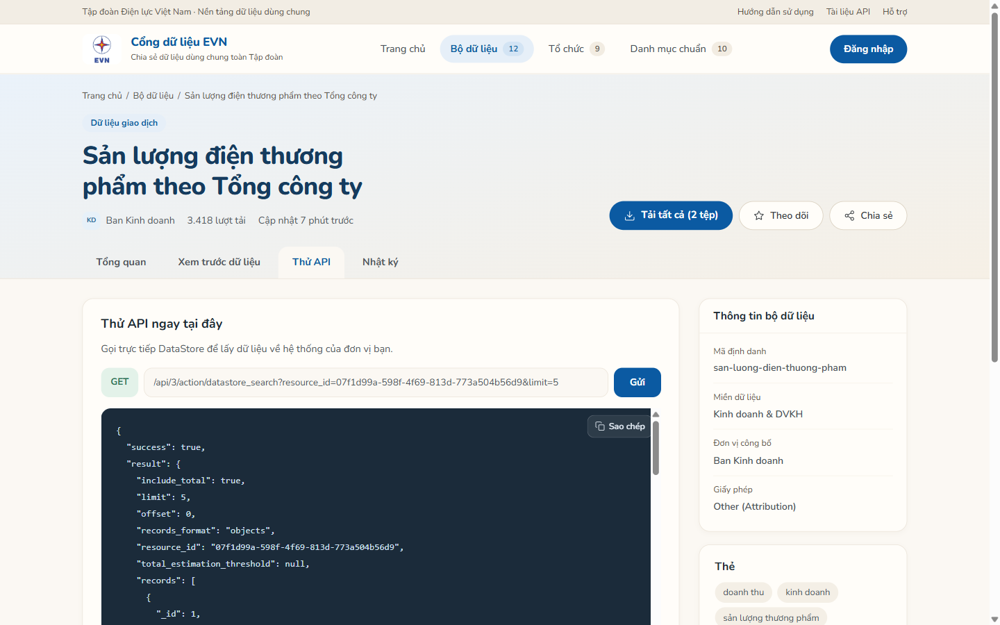 Tập đoàn Điện lực Việt Nam · Nền tảng dữ liệu dùng chung
Hướng dẫn sử dụng Tài liệu API Hỗ trợ
EVN
Cổng dữ liệu EVN
Chia sẻ dữ liệu dùng chung toàn Tập đoàn
Trang chủ Bộ dữ liệu 12 Tổ chức 9 Danh mục chuẩn 10
Đăng nhập
Trang chủ / Bộ dữ liệu / Sản lượng điện thương phẩm theo Tổng công ty
Dữ liệu giao dịch
Sản lượng điện thương
phẩm theo Tổng công ty
KD Ban Kinh doanh 3.418 lượt tải Cập nhật 7 phút trước
Tải tất cả (2 tệp) Theo dõi Chia sẻ
Tổng quan Xem trước dữ liệu Thử API Nhật ký
Thử API ngay tại đây
Gọi trực tiếp DataStore để lấy dữ liệu về hệ thống của đơn vị bạn.
GET /api/3/action/datastore_search?resource_id=07f1d99a-598f-4f69-813d-773a504b56d9&limit=5 Gửi
Sao chép
{
"success": true,
"result": {
"include_total": true,
"limit": 5,
"offset": 0,
"records_format": "objects",
"resource_id": "07f1d99a-598f-4f69-813d-773a504b56d9",
"total_estimation_threshold": null,
"records": [
{
"_id": 1,
Thông tin bộ dữ liệu
Mã định danh
san-luong-dien-thuong-pham
Miền dữ liệu
Kinh doanh & DVKH
Đơn vị công bố
Ban Kinh doanh
Giấy phép
Other (Attribution)
Thẻ
doanh thu kinh doanh
sản lượng thương phẩm